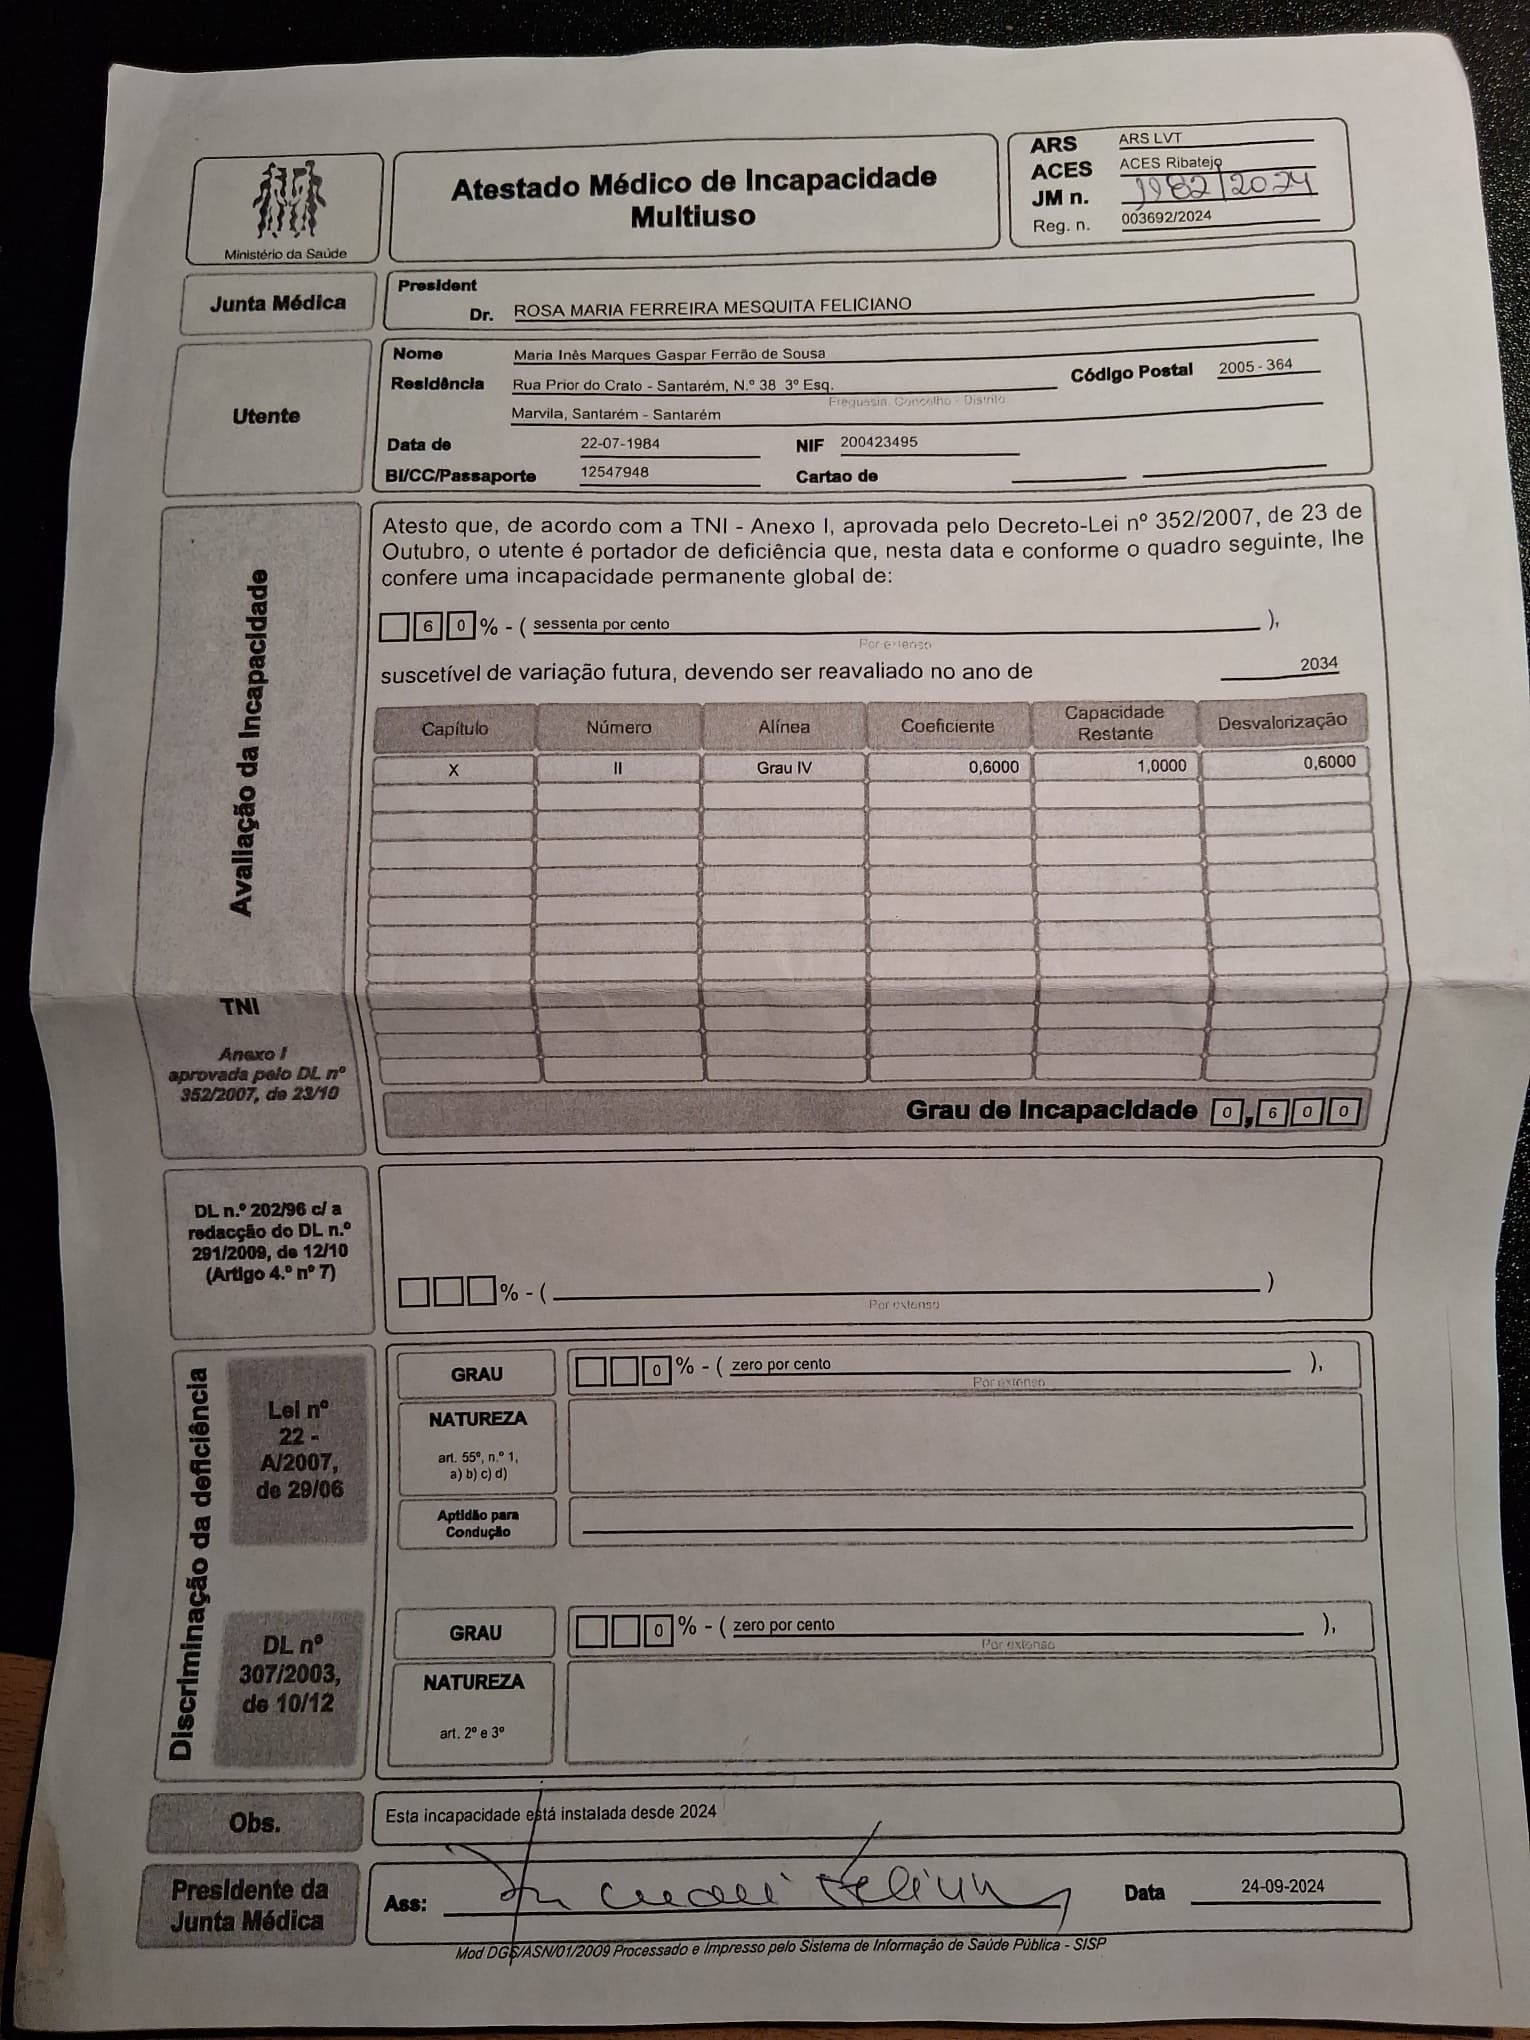 Ministério da Saúde
Atestado Médico de Incapacidade
Multiuso
ARS ARS LVT
ACES ACES Ribatejo
JM n. 1982/2024
Reg. n. 003692/2024
Junta Médica
President
Dr. ROSA MARIA FERREIRA MESQUITA FELICIANO
Utente
Nome Maria Inês Marques Gaspar Ferrão de Sousa
Residência Rua Prior do Crato - Santarém, N.º 38 3º Esq. Código Postal 2005 - 364
Freguesia, Concelho - Distrito
Marvila, Santarém - Santarém
Data de 22-07-1984 NIF 200423495
BI/CC/Passaporte 12547948 Cartao de
Avaliação da Incapacidade
TNI
Anexo I
aprovada pelo DL nº
352/2007, de 23/10
Atesto que, de acordo com a TNI - Anexo I, aprovada pelo Decreto-Lei nº 352/2007, de 23 de
Outubro, o utente é portador de deficiência que, nesta data e conforme o quadro seguinte, lhe
confere uma incapacidade permanente global de:
6 0 % - ( sessenta por cento ),
Por extenso
suscetível de variação futura, devendo ser reavaliado no ano de 2034
Capítulo Número Alínea Coeficiente Capacidade Restante Desvalorização
X II Grau IV 0,6000 1,0000 0,6000
Grau de Incapacidade 0 , 6 0 0
DL n.º 202/96 c/ a
redacção do DL n.º
291/2009, de 12/10
(Artigo 4.º nº 7)
% - ( )
Por extenso
Discriminação da deficiência
Lei nº
22 -
A/2007,
de 29/06
GRAU 0 % - ( zero por cento ),
Por extenso
NATUREZA
art. 55º, n.º 1,
a) b) c) d)
Aptidão para
Condução
DL nº
307/2003,
de 10/12
GRAU 0 % - ( zero por cento ),
Por extenso
NATUREZA
art. 2º e 3º
Obs. Esta incapacidade está instalada desde 2024
Presidente da
Junta Médica
Ass: Data 24-09-2024
Mod DGS/ASN/01/2009 Processado e Impresso pelo Sistema de Informação de Saúde Pública - SISP